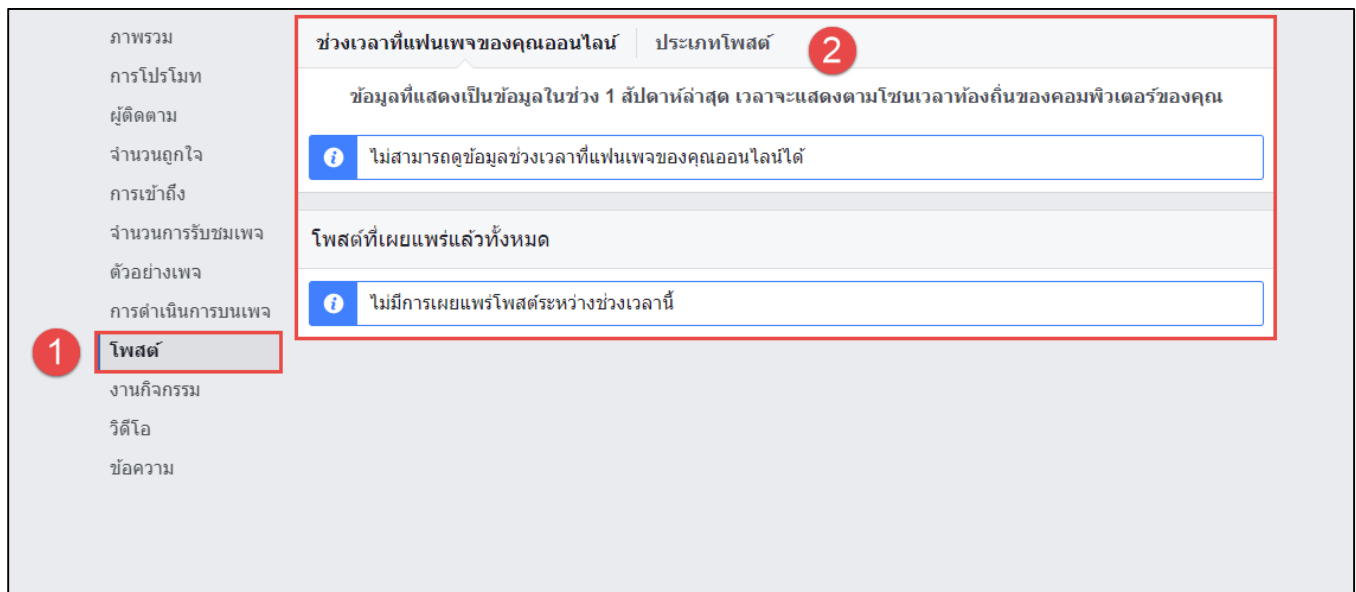 ภาพรวม
การโปรโมท
ผู้ติดตาม
จำนวนถูกใจ
การเข้าถึง
จำนวนการรับชมเพจ
ตัวอย่างเพจ
การดำเนินการบนเพจ
1
โพสต์
งานกิจกรรม
วิดีโอ
ข้อความ
ช่วงเวลาที่แฟนเพจของคุณออนไลน์ ประเภทโพสต์ 2
ข้อมูลที่แสดงเป็นข้อมูลในช่วง 1 สัปดาห์ล่าสุด เวลาจะแสดงตามโซนเวลาท้องถิ่นของคอมพิวเตอร์ของคุณ
ไม่สามารถดูข้อมูลช่วงเวลาที่แฟนเพจของคุณออนไลน์ได้
โพสต์ที่เผยแพร่แล้วทั้งหมด
ไม่มีการเผยแพร่โพสต์ระหว่างช่วงเวลานี้